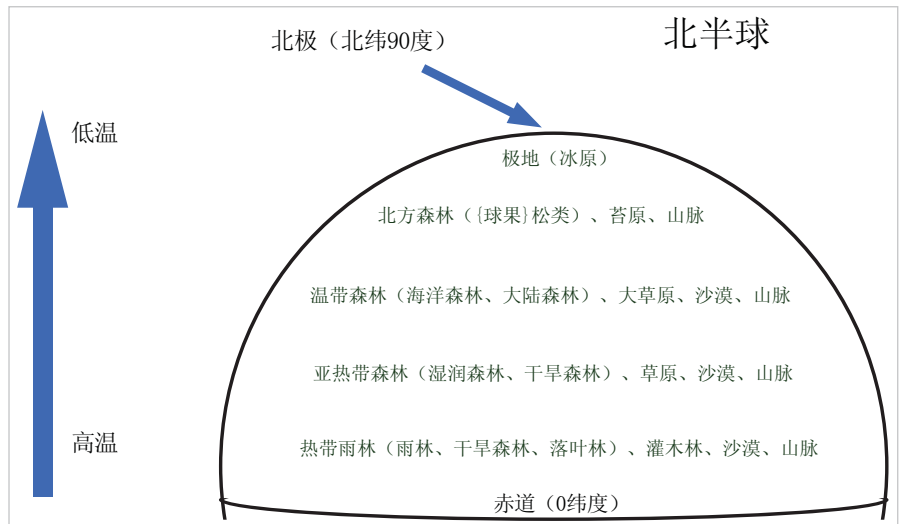 北半球
北极（北纬90度）
低温
极地（冰原）
北方森林（{球果}松类）、苔原、山脉
温带森林（海洋森林、大陆森林）、大草原、沙漠、山脉
亚热带森林（湿润森林、干旱森林）、草原、沙漠、山脉
高温
热带雨林（雨林、干旱森林、落叶林）、灌木林、沙漠、山脉
赤道（0纬度）